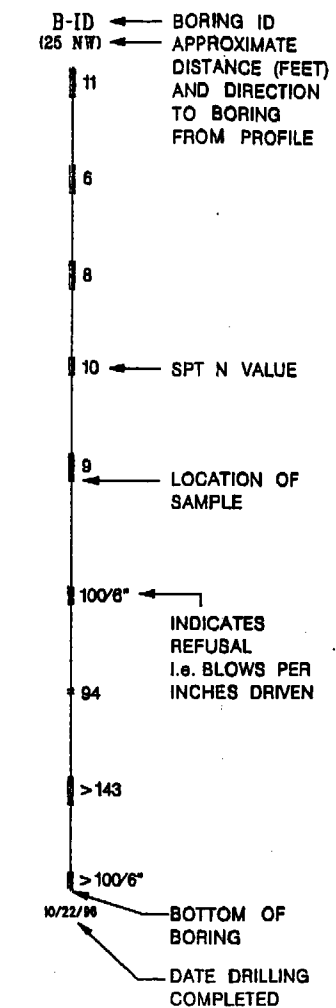 B-ID BORING ID
(25 NW) APPROXIMATE
DISTANCE (FEET)
AND DIRECTION
TO BORING
FROM PROFILE
11
6
8
10 SPT N VALUE
9
LOCATION OF
SAMPLE
100/6"
INDICATES
REFUSAL
i.e. BLOWS PER
INCHES DRIVEN
94
>143
>100/6"
10/22/96
BOTTOM OF
BORING
DATE DRILLING
COMPLETED